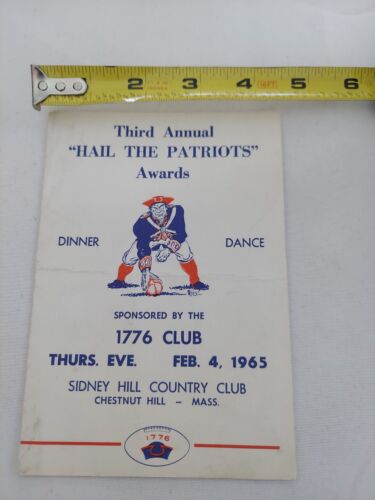 2 3 4 16FT 5 6
Third Annual
"HAIL THE PATRIOTS"
Awards
DINNER DANCE
SPONSORED BY THE
1776 CLUB
THURS. EVE. FEB. 4, 1965
SIDNEY HILL COUNTRY CLUB
CHESTNUT HILL – MASS.
1776